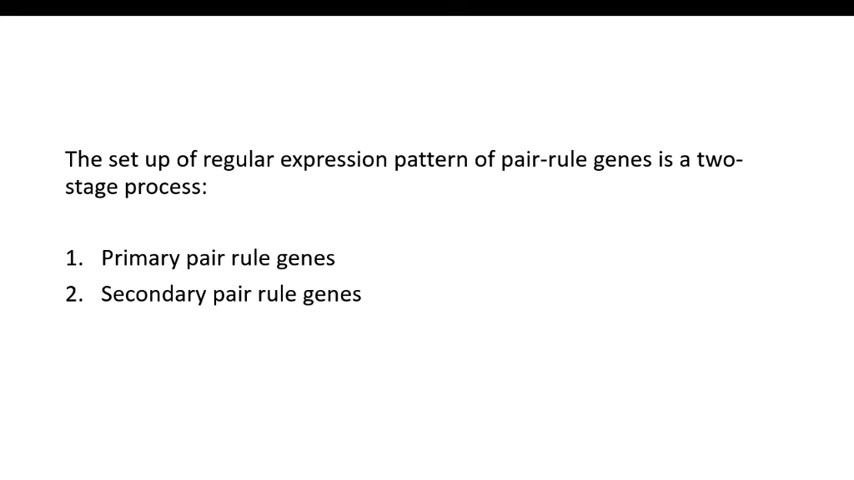 The set up of regular expression pattern of pair-rule genes is a two-
stage process:
1. Primary pair rule genes
2. Secondary pair rule genes